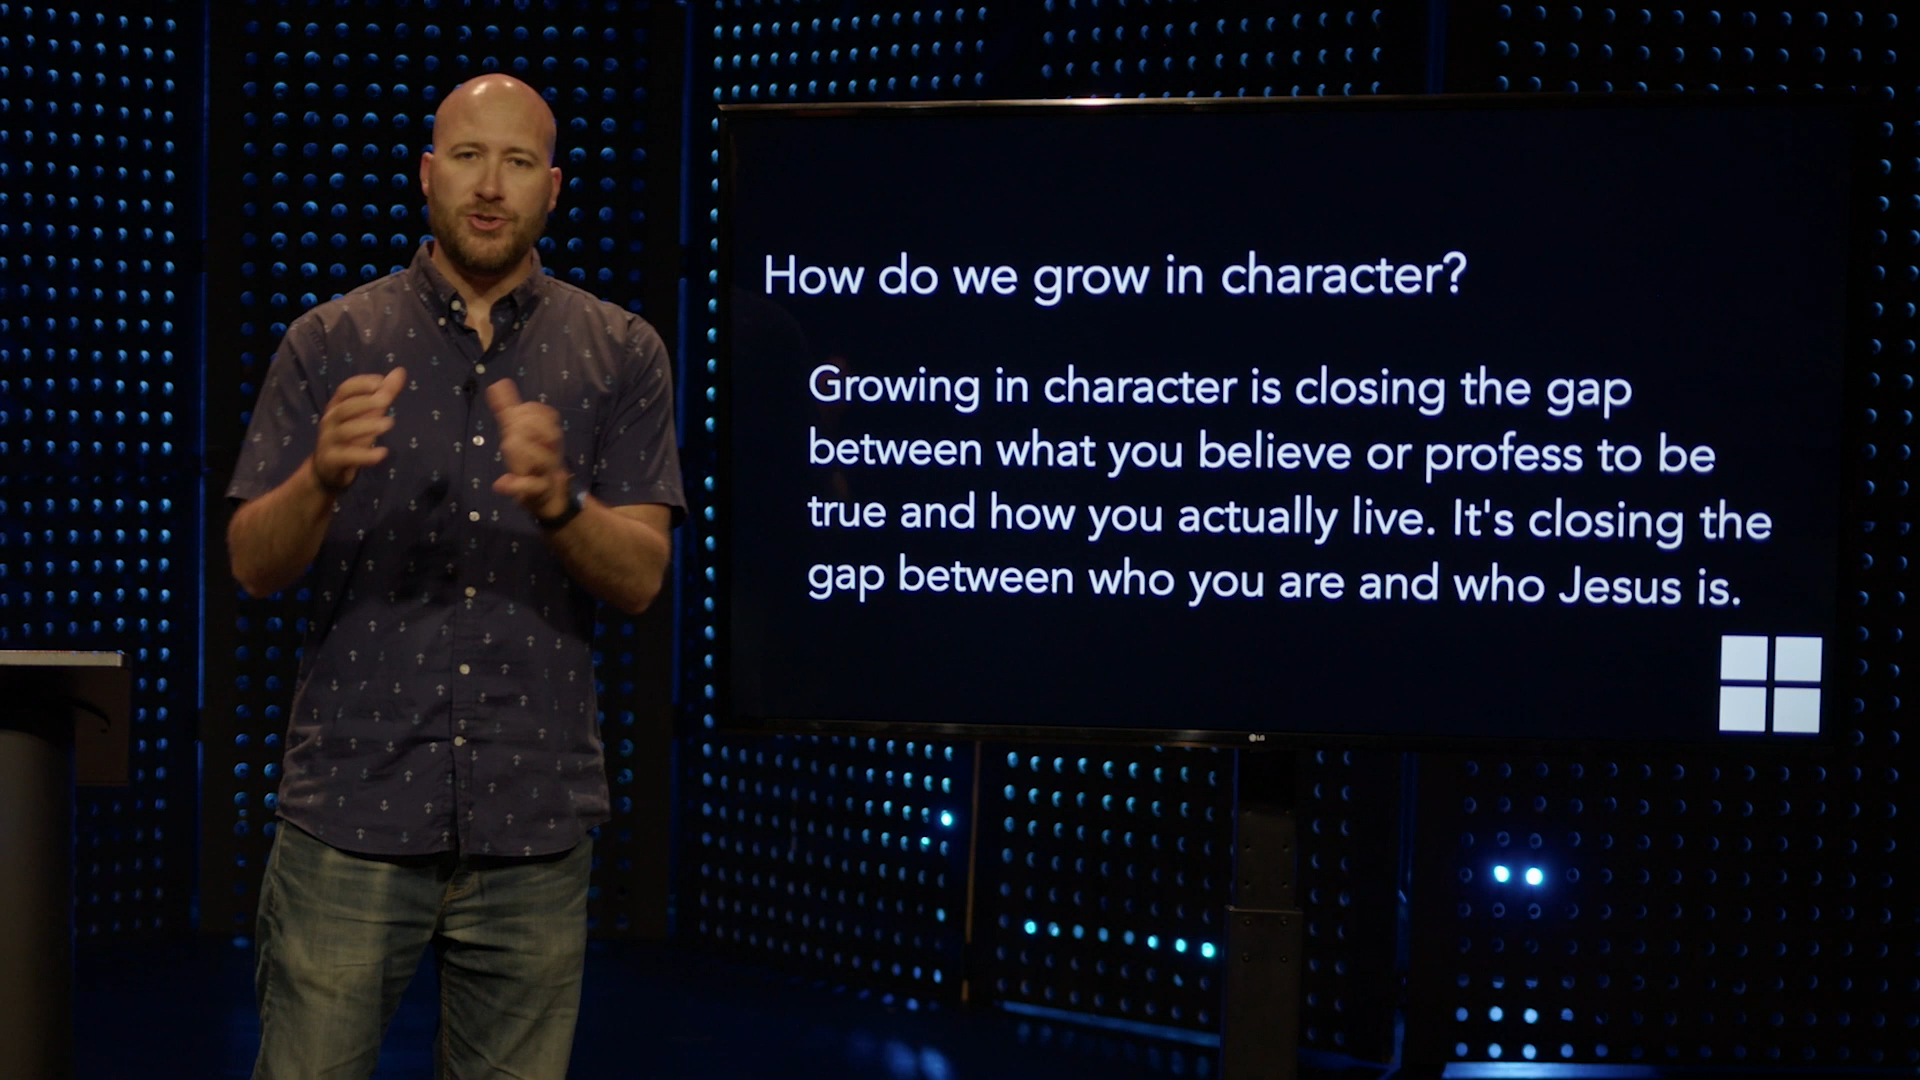 How do we grow in character?
Growing in character is closing the gap
between what you believe or profess to be
true and how you actually live. It's closing the
gap between who you are and who Jesus is.
LG